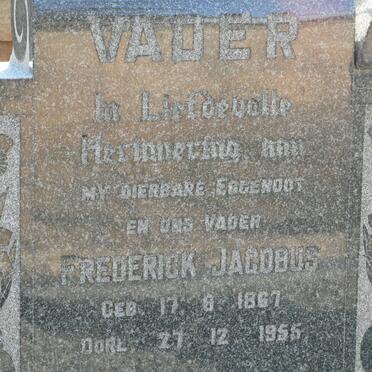 VADER
In Liefdevolle
Herinnering aan
MY DIERBARE EGGENOOT
EN ONS VADER
FREDERICK JACOBUS
GEB. 17 8 1867
OORL. 27 12 1955